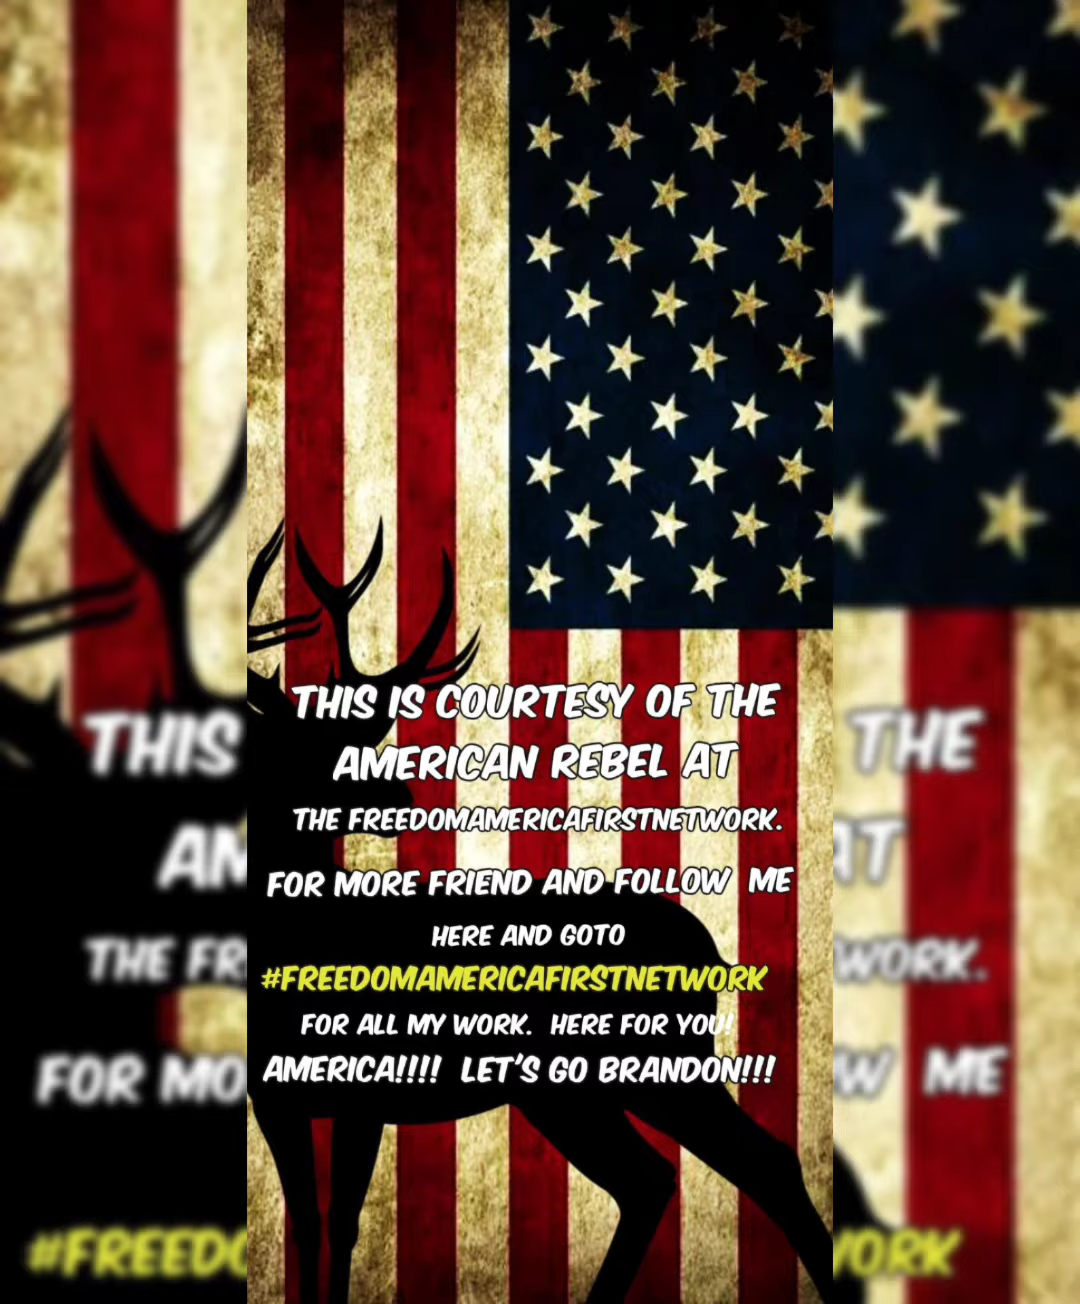 THIS IS COURTESY OF THE
AMERICAN REBEL AT
THE FREEDOMAMERICAFIRSTNETWORK.
FOR MORE FRIEND AND FOLLOW ME
HERE AND GOTO
#FREEDOMAMERICAFIRSTNETWORK
FOR ALL MY WORK. HERE FOR YOU!
AMERICA!!!! LET'S GO BRANDON!!!